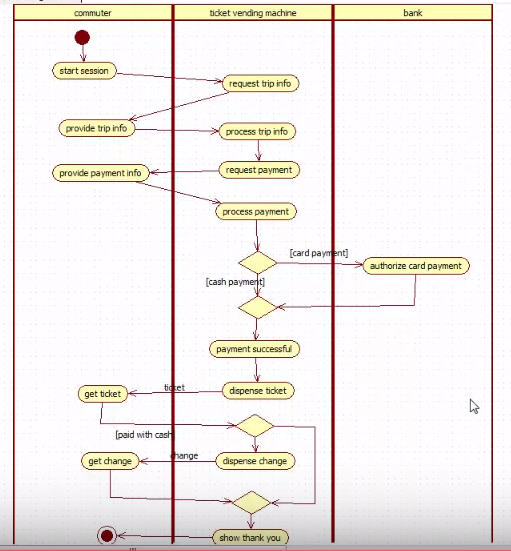 commuter
ticket vending machine
bank
start session
request trip info
provide trip info
process trip info
request payment
provide payment info
process payment
[card payment]
authorize card payment
[cash payment]
payment successful
ticket
dispense ticket
get ticket
[paid with cash]
change
get change
dispense change
show thank you